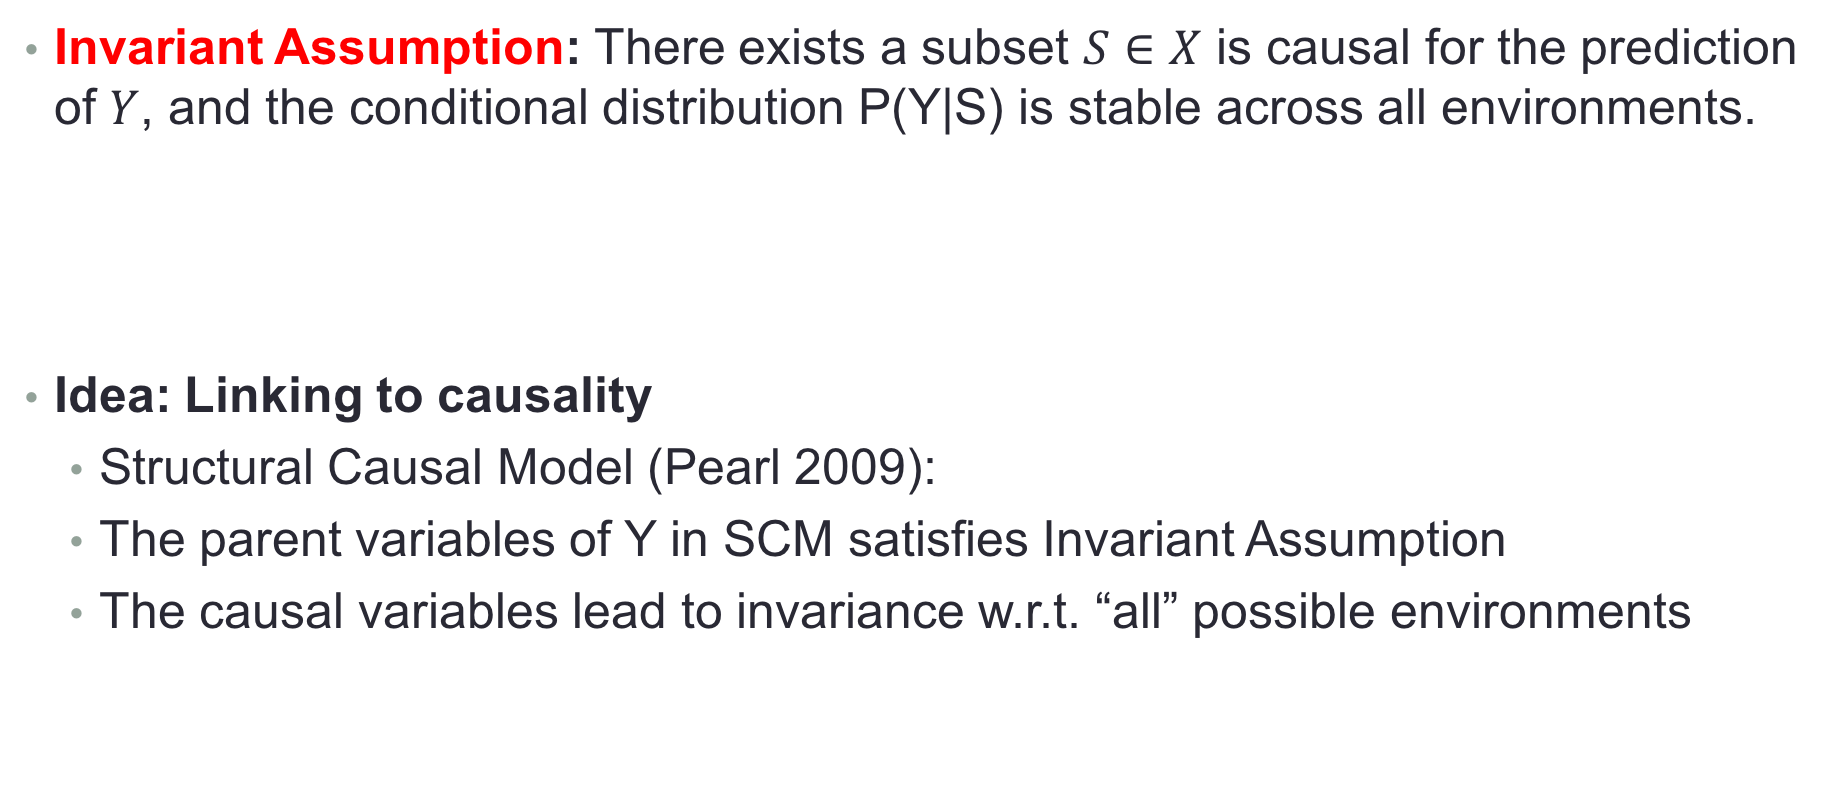 • Invariant Assumption: There exists a subset S ∈ X is causal for the prediction
of Y, and the conditional distribution P(Y|S) is stable across all environments.
• Idea: Linking to causality
• Structural Causal Model (Pearl 2009):
• The parent variables of Y in SCM satisfies Invariant Assumption
• The causal variables lead to invariance w.r.t. “all” possible environments